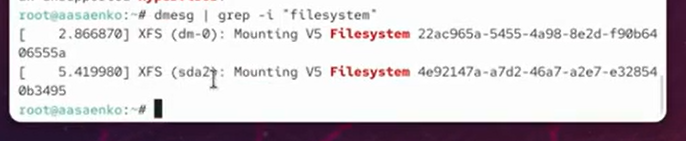 root@aasaenko:~# dmesg | grep -i "filesystem"
[    2.866870] XFS (dm-0): Mounting V5 Filesystem 22ac965a-5455-4a98-8e2d-f90b64
06555a
[    5.419980] XFS (sda2): Mounting V5 Filesystem 4e92147a-a7d2-46a7-a2e7-e32854
0b3495
root@aasaenko:~#